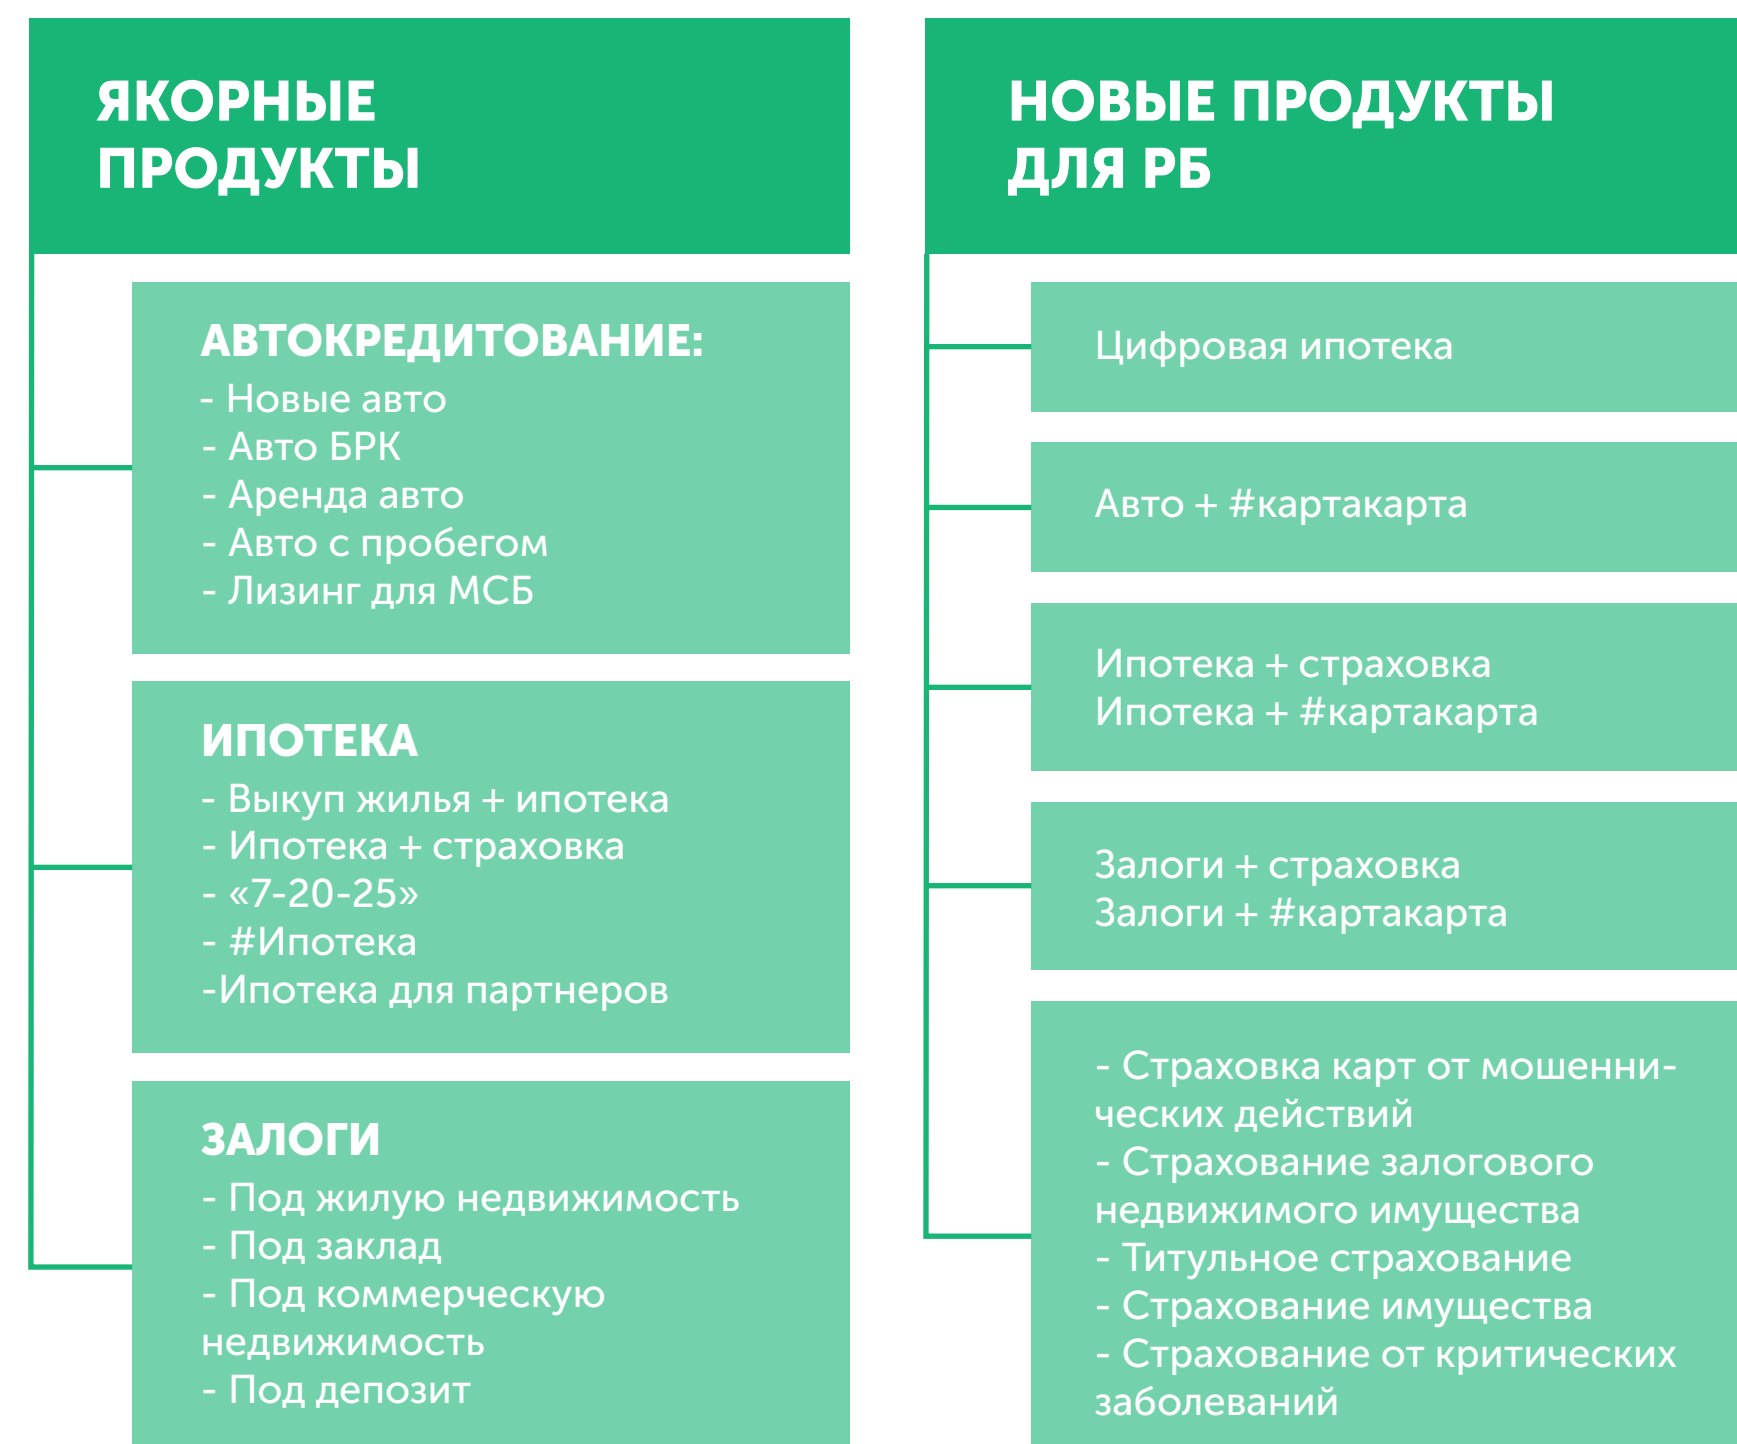 ЯКОРНЫЕ
ПРОДУКТЫ
АВТОКРЕДИТОВАНИЕ:
- Новые авто
- Авто БРК
- Аренда авто
- Авто с пробегом
- Лизинг для МСБ
ИПОТЕКА
- Выкуп жилья + ипотека
- Ипотека + страховка
- «7-20-25»
- #Ипотека
-Ипотека для партнеров
ЗАЛОГИ
- Под жилую недвижимость
- Под заклад
- Под коммерческую
недвижимость
- Под депозит
НОВЫЕ ПРОДУКТЫ
ДЛЯ РБ
Цифровая ипотека
Авто + #картакарта
Ипотека + страховка
Ипотека + #картакарта
Залоги + страховка
Залоги + #картакарта
- Страховка карт от мошенни-
ческих действий
- Страхование залогового
недвижимого имущества
- Титульное страхование
- Страхование имущества
- Страхование от критических
заболеваний